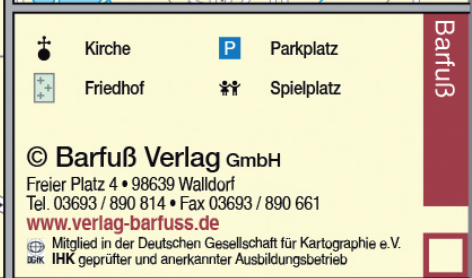 Kirche
P Parkplatz
Friedhof
Spielplatz
Barfuß
© Barfuß Verlag GmbH
Freier Platz 4 • 98639 Walldorf
Tel. 03693 / 890 814 • Fax 03693 / 890 661
www.verlag-barfuss.de
Mitglied in der Deutschen Gesellschaft für Kartographie e.V.
DGfK IHK geprüfter und anerkannter Ausbildungsbetrieb